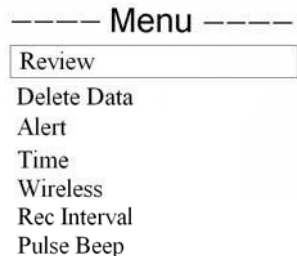 ---- Menu ----
Review
Delete Data
Alert
Time
Wireless
Rec Interval
Pulse Beep